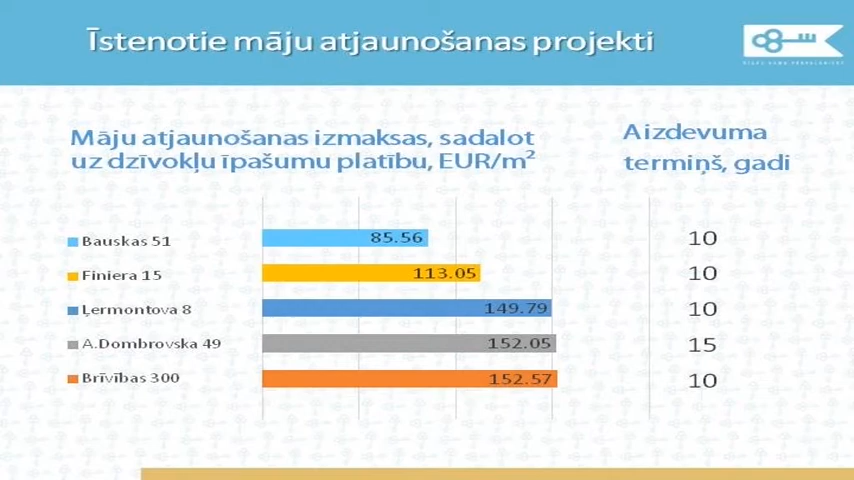 Īstenotie māju atjaunošanas projekti
Māju atjaunošanas izmaksas, sadalot
uz dzīvokļu īpašumu platību, EUR/m²
Aizdevuma
termiņš, gadi
Bauskas 51 85.56 10
Finiera 15 113.05 10
Ļermontova 8 149.79 10
A.Dombrovska 49 152.05 15
Brīvības 300 152.57 10